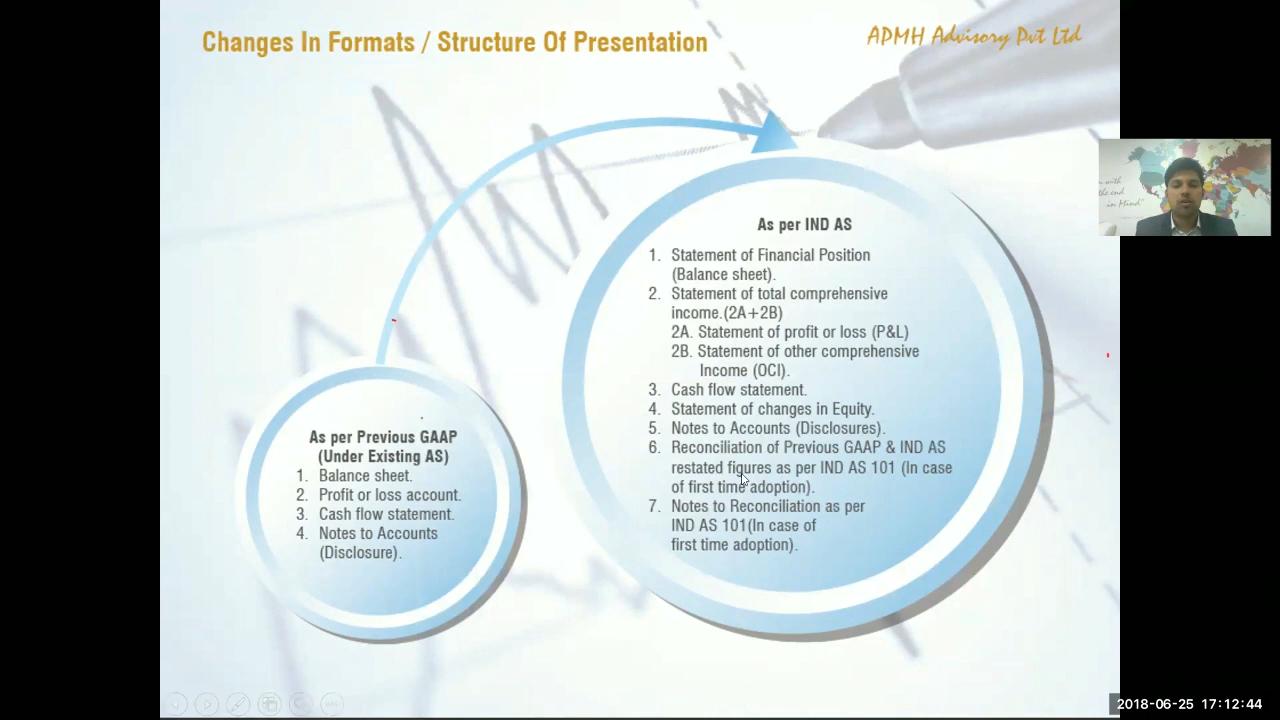 Changes In Formats / Structure Of Presentation
APMH Advisory Pvt Ltd
As per Previous GAAP
(Under Existing AS)
1. Balance sheet.
2. Profit or loss account.
3. Cash flow statement.
4. Notes to Accounts
(Disclosure).
As per IND AS
1. Statement of Financial Position
(Balance sheet).
2. Statement of total comprehensive
income.(2A+2B)
2A. Statement of profit or loss (P&L)
2B. Statement of other comprehensive
Income (OCI).
3. Cash flow statement.
4. Statement of changes in Equity.
5. Notes to Accounts (Disclosures).
6. Reconciliation of Previous GAAP & IND AS
restated figures as per IND AS 101 (In case
of first time adoption).
7. Notes to Reconciliation as per
IND AS 101(In case of
first time adoption).
with
the end
in Mind"
2018-06-25 17:12:44